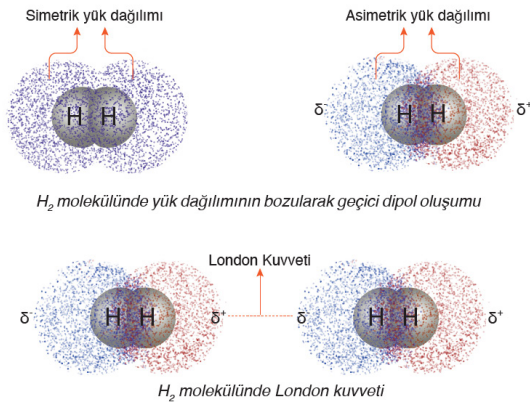 Simetrik yük dağılımı
Asimetrik yük dağılımı
H H
δ- H H δ+
H₂ molekülünde yük dağılımının bozularak geçici dipol oluşumu
London Kuvveti
δ- H H δ+ δ- H H δ+
H₂ molekülünde London kuvveti